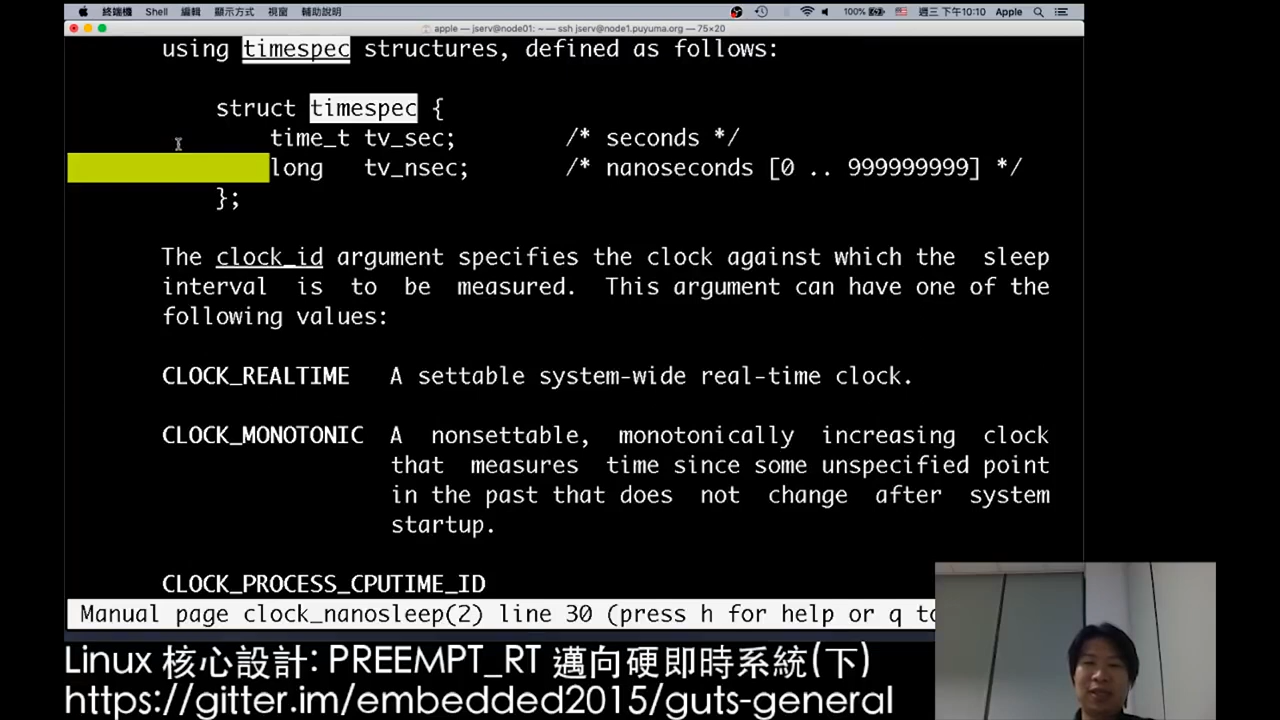 終端機 Shell 編輯 顯示方式 視窗 輔助說明 100% 週三 下午10:10 Apple
apple — jserv@node01: ~ — ssh jserv@node1.puyuma.org — 75×20
using timespec structures, defined as follows:
struct timespec {
time_t tv_sec; /* seconds */
long tv_nsec; /* nanoseconds [0 .. 999999999] */
};
The clock_id argument specifies the clock against which the sleep
interval is to be measured. This argument can have one of the
following values:
CLOCK_REALTIME A settable system-wide real-time clock.
CLOCK_MONOTONIC A nonsettable, monotonically increasing clock
that measures time since some unspecified point
in the past that does not change after system
startup.
CLOCK_PROCESS_CPUTIME_ID
Manual page clock_nanosleep(2) line 30 (press h for help or q to
Linux 核心設計: PREEMPT_RT 邁向硬即時系統(下)
https://gitter.im/embedded2015/guts-general